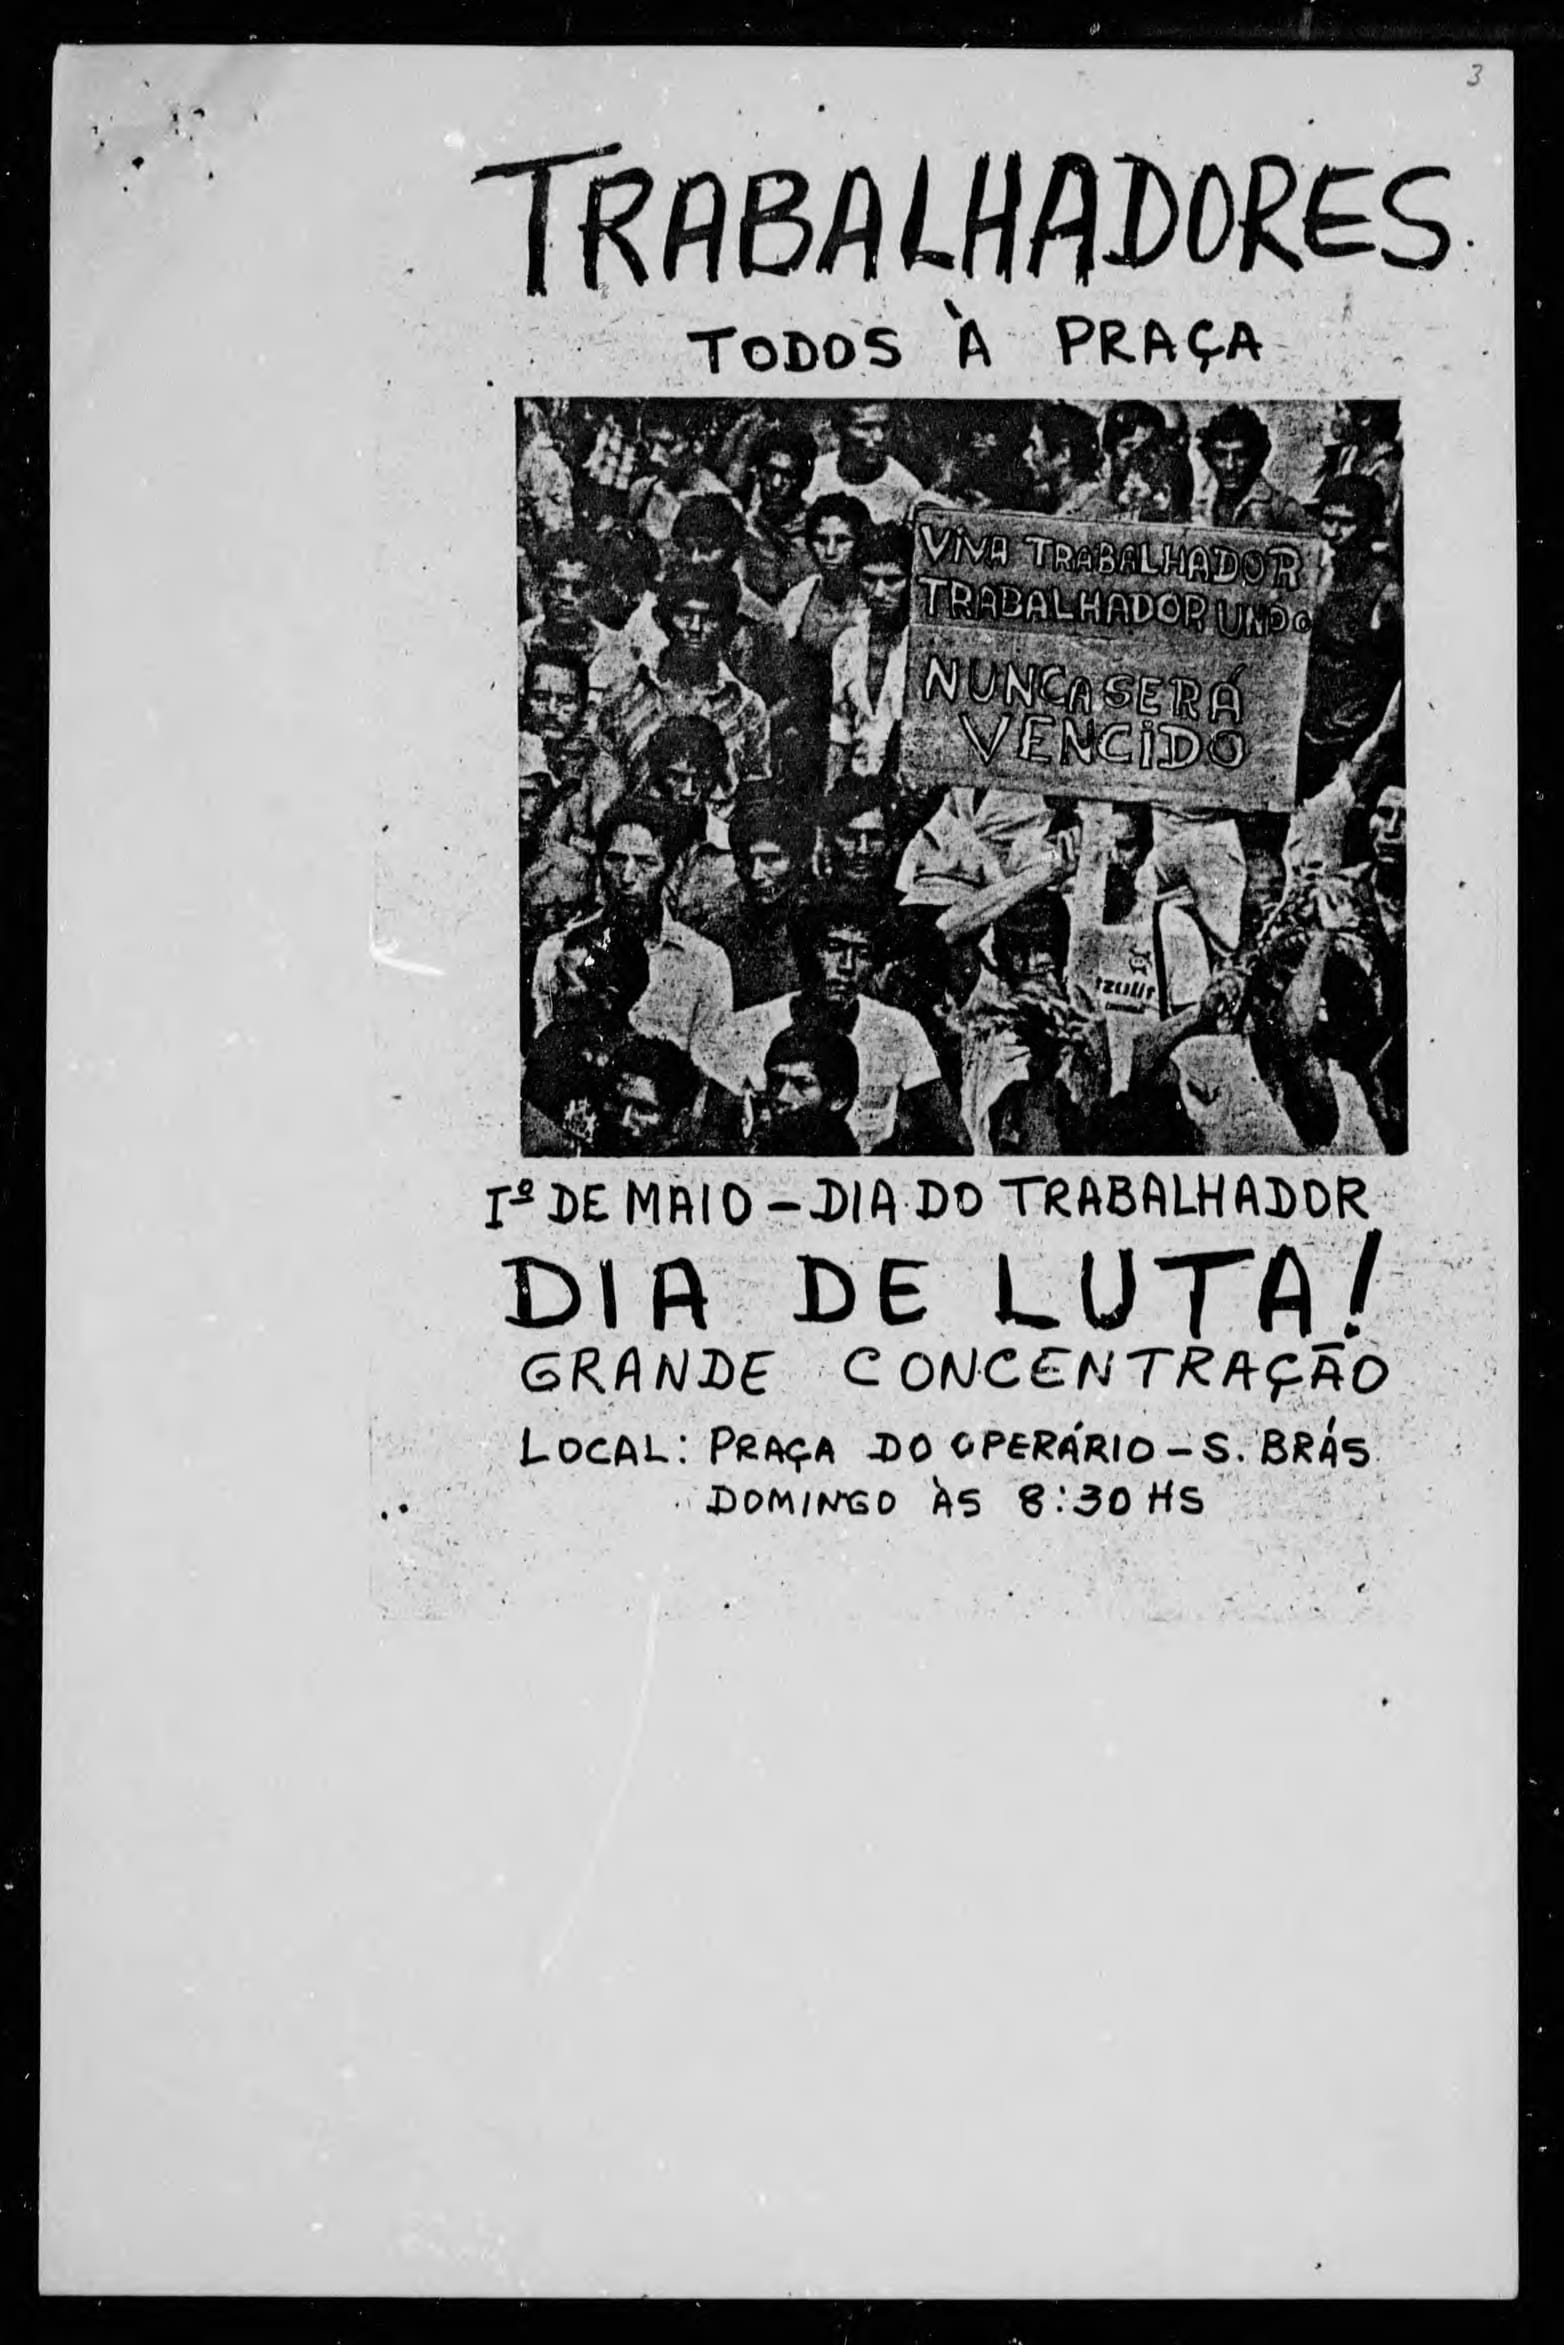 3
TRABALHADORES
TODOS À PRAÇA
VIVA TRABALHADOR
TRABALHADOR UNIDO
NUNCA SERÁ
VENCIDO
Iº DE MAIO - DIA DO TRABALHADOR
DIA DE LUTA!
GRANDE CONCENTRAÇÃO
LOCAL: PRAÇA DO OPERÁRIO - S. BRÁS
DOMINGO ÀS 8:30 HS